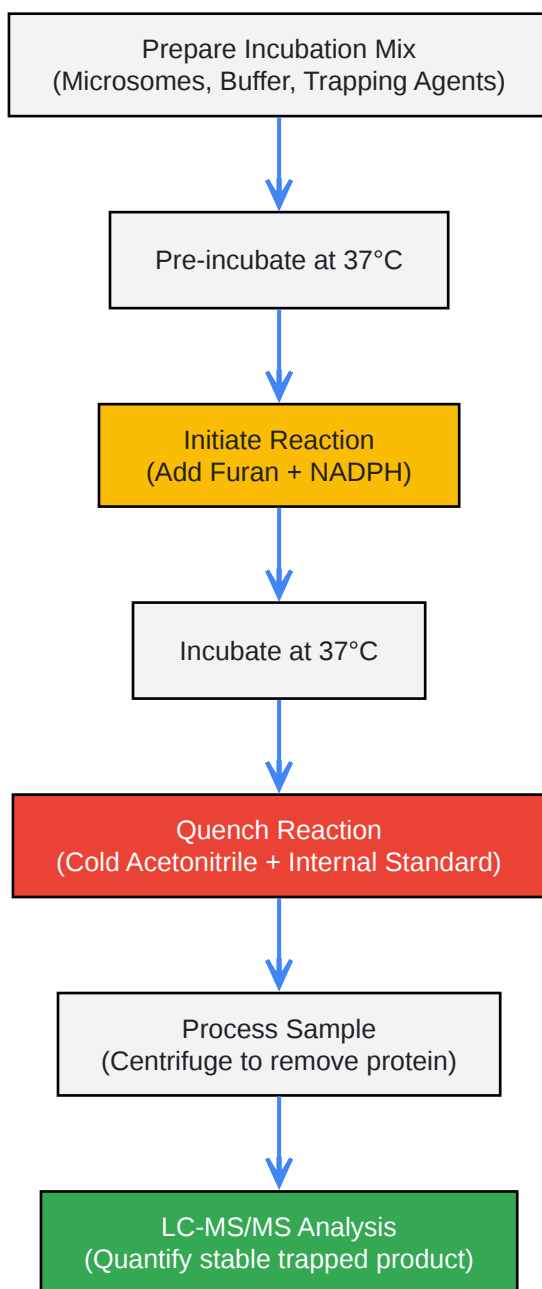 Prepare Incubation Mix
(Microsomes, Buffer, Trapping Agents)
Pre-incubate at 37°C
Initiate Reaction
(Add Furan + NADPH)
Incubate at 37°C
Quench Reaction
(Cold Acetonitrile + Internal Standard)
Process Sample
(Centrifuge to remove protein)
LC-MS/MS Analysis
(Quantify stable trapped product)